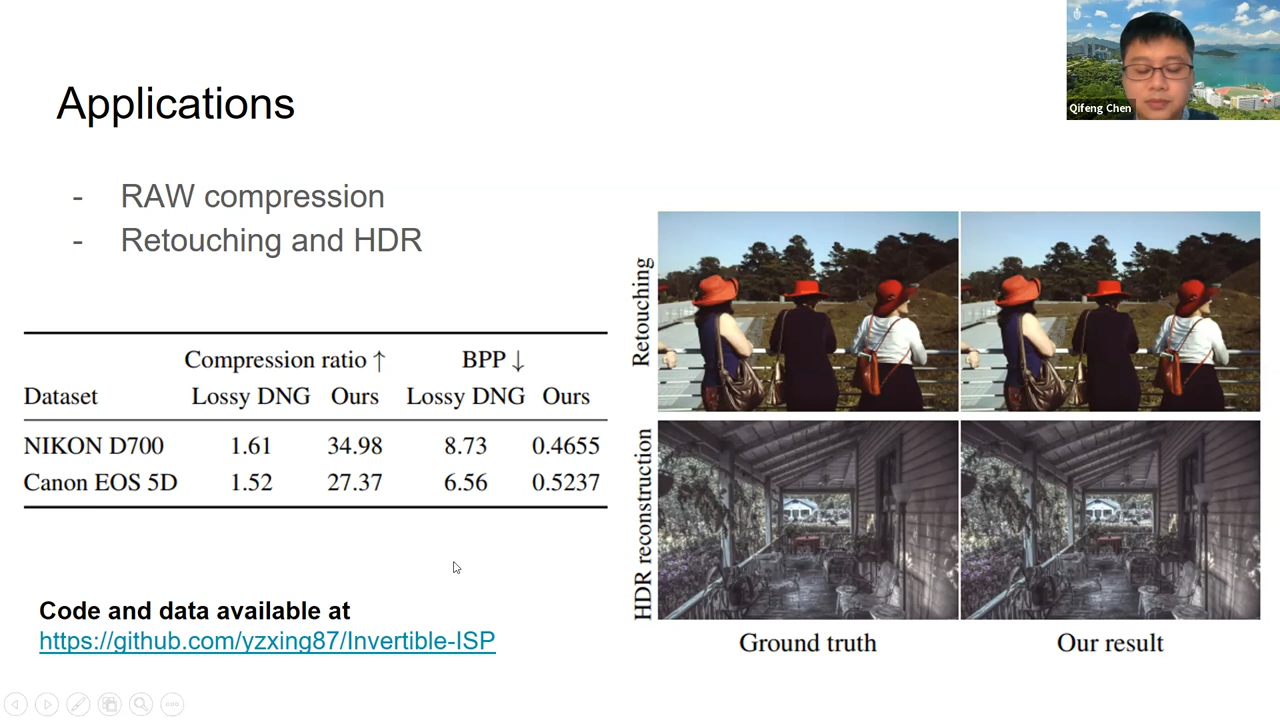 Applications
Qifeng Chen
- RAW compression
- Retouching and HDR
Compression ratio ↑ BPP ↓
Dataset Lossy DNG Ours Lossy DNG Ours
NIKON D700 1.61 34.98 8.73 0.4655
Canon EOS 5D 1.52 27.37 6.56 0.5237
Code and data available at
https://github.com/yzxing87/Invertible-ISP
Retouching
HDR reconstruction
Ground truth Our result